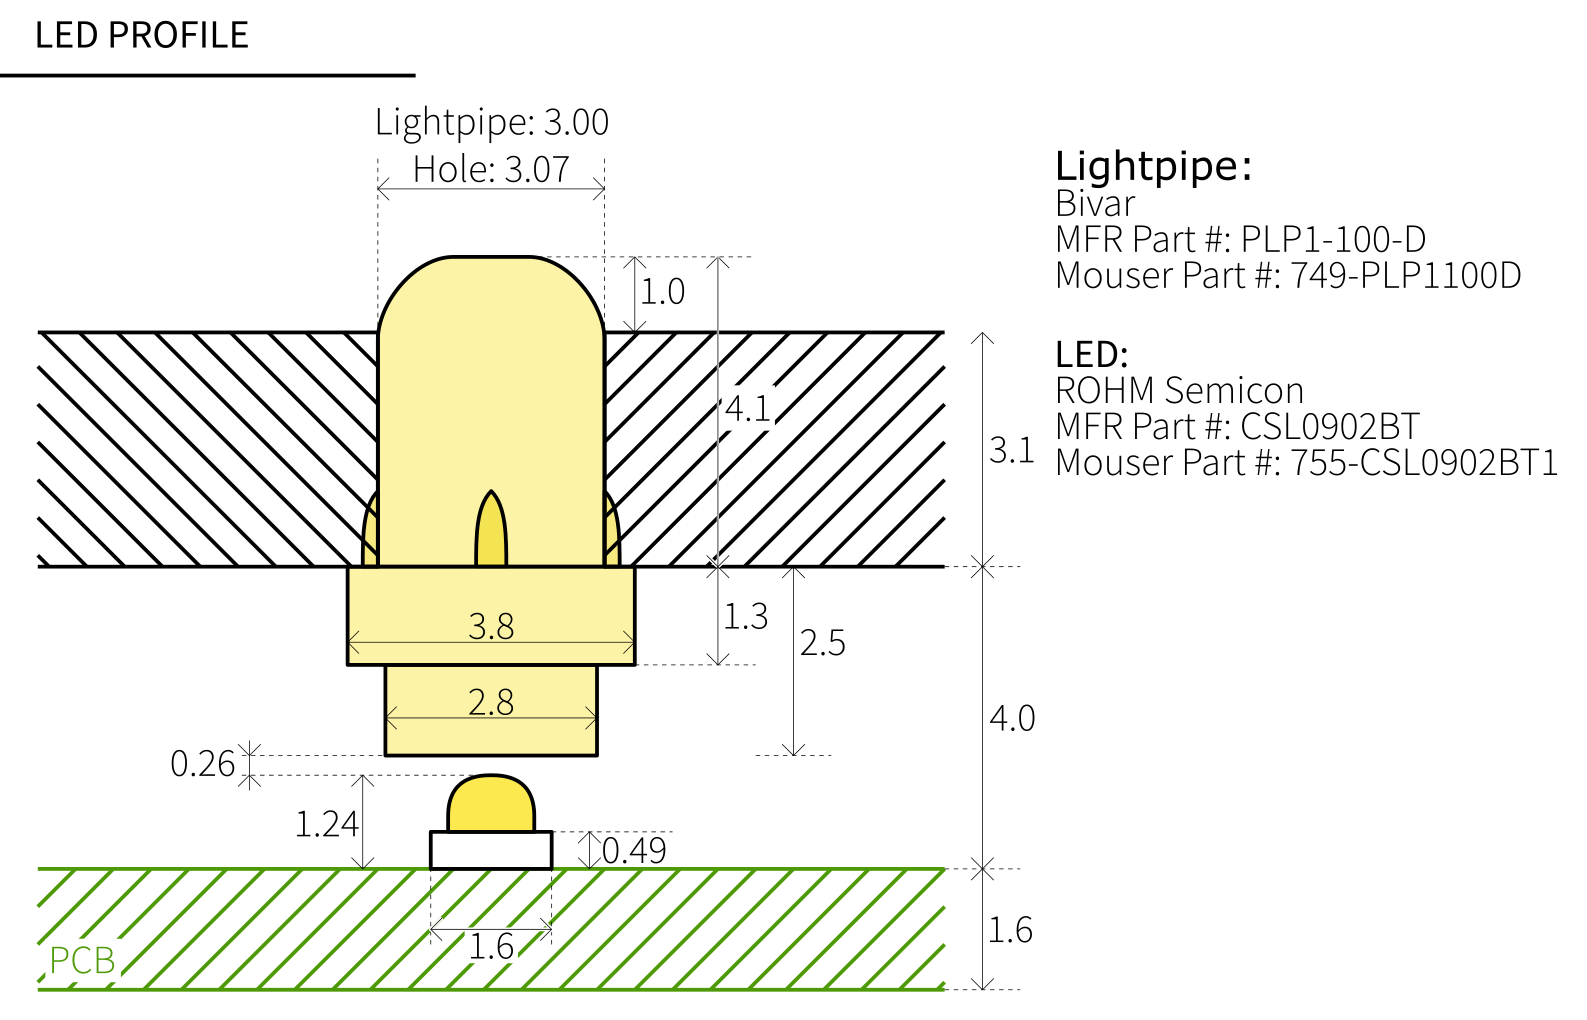 LED PROFILE
Lightpipe: 3.00
Hole: 3.07
Lightpipe:
Bivar
MFR Part #: PLP1-100-D
Mouser Part #: 749-PLP1100D
LED:
ROHM Semicon
MFR Part #: CSL0902BT
Mouser Part #: 755-CSL0902BT1
1.0
4.1
3.1
1.3
3.8
2.5
2.8
4.0
0.26
1.24
0.49
1.6
1.6
PCB